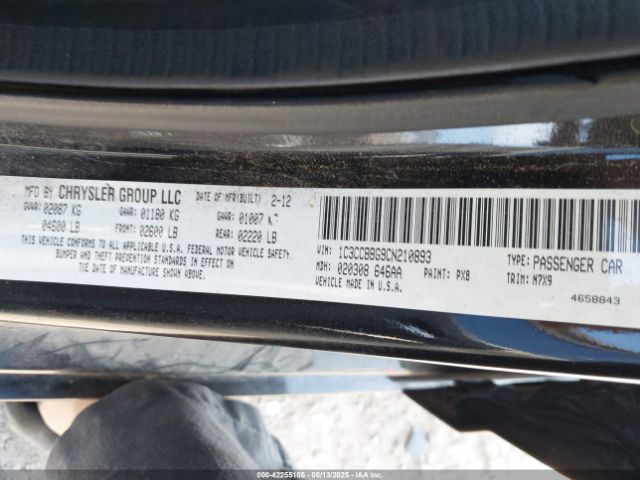 MFD BY CHRYSLER GROUP LLC DATE OF MFR(BUILT) 2-12
GVWR: 02087 KG GAWR: 01180 KG GAWR: 01007 KG
04600 LB FRONT: 02600 LB REAR: 02220 LB
THIS VEHICLE CONFORMS TO ALL APPLICABLE U.S.A. FEDERAL MOTOR VEHICLE SAFETY,
BUMPER, AND THEFT PREVENTION STANDARDS IN EFFECT ON
THE DATE OF MANUFACTURE SHOWN ABOVE.
VIN: 1C3CCBBG9CN210893 TYPE: PASSENGER CAR
MDH: 020308 646AA PAINT: PX8 TRIM: N7X9
VEHICLE MADE IN U.S.A. 4658843
000-42255105 - 05/13/2025 - IAAI.COM